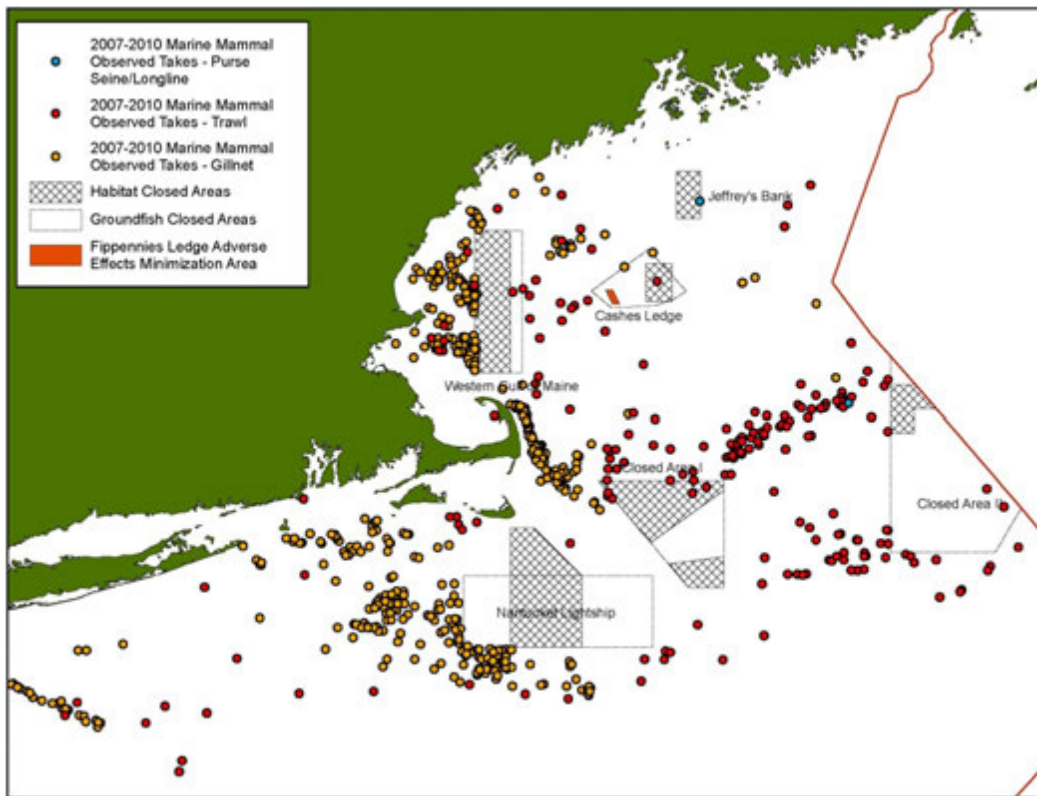 2007-2010 Marine Mammal
Observed Takes - Purse
Seine/Longline
2007-2010 Marine Mammal
Observed Takes - Trawl
2007-2010 Marine Mammal
Observed Takes - Gillnet
Habitat Closed Areas
Groundfish Closed Areas
Fippennies Ledge Adverse
Effects Minimization Area
Jeffrey's Bank
Cashes Ledge
Western Gulf of Maine
Closed Area I
Closed Area II
Nantucket Lightship